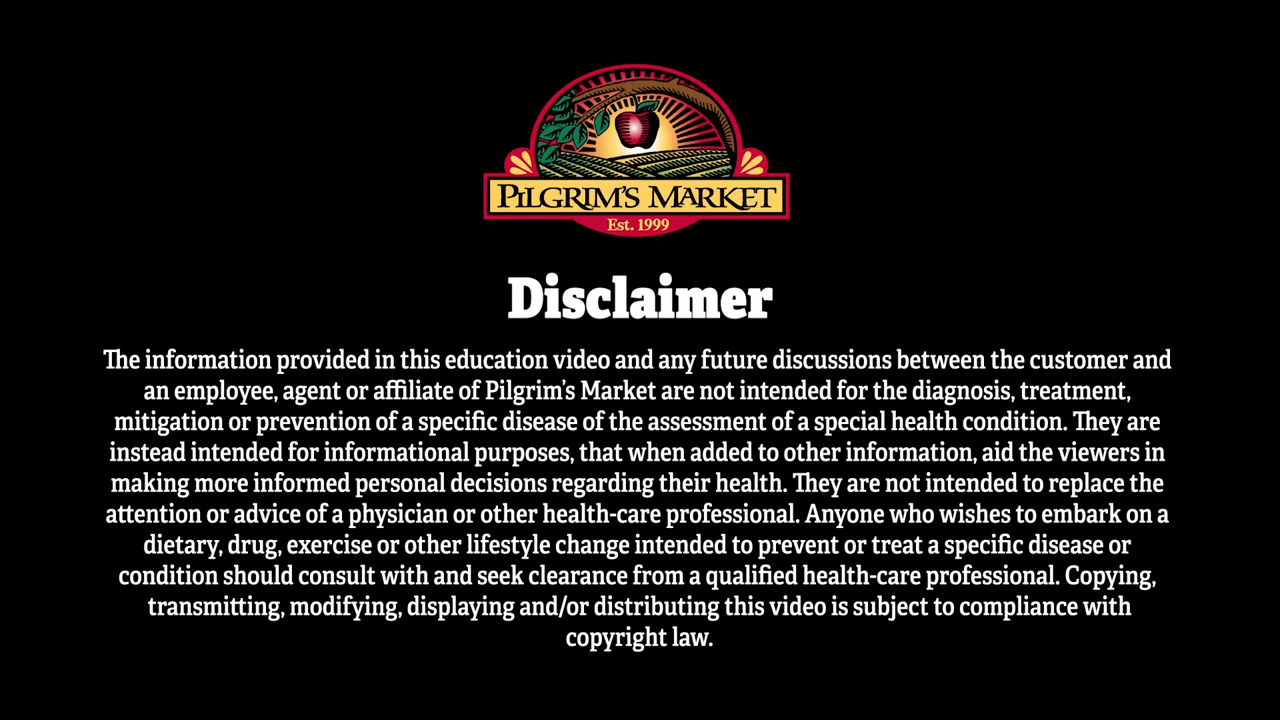 PILGRIM'S MARKET
Est. 1999
Disclaimer
The information provided in this education video and any future discussions between the customer and
an employee, agent or affiliate of Pilgrim's Market are not intended for the diagnosis, treatment,
mitigation or prevention of a specific disease of the assessment of a special health condition. They are
instead intended for informational purposes, that when added to other information, aid the viewers in
making more informed personal decisions regarding their health. They are not intended to replace the
attention or advice of a physician or other health-care professional. Anyone who wishes to embark on a
dietary, drug, exercise or other lifestyle change intended to prevent or treat a specific disease or
condition should consult with and seek clearance from a qualified health-care professional. Copying,
transmitting, modifying, displaying and/or distributing this video is subject to compliance with
copyright law.